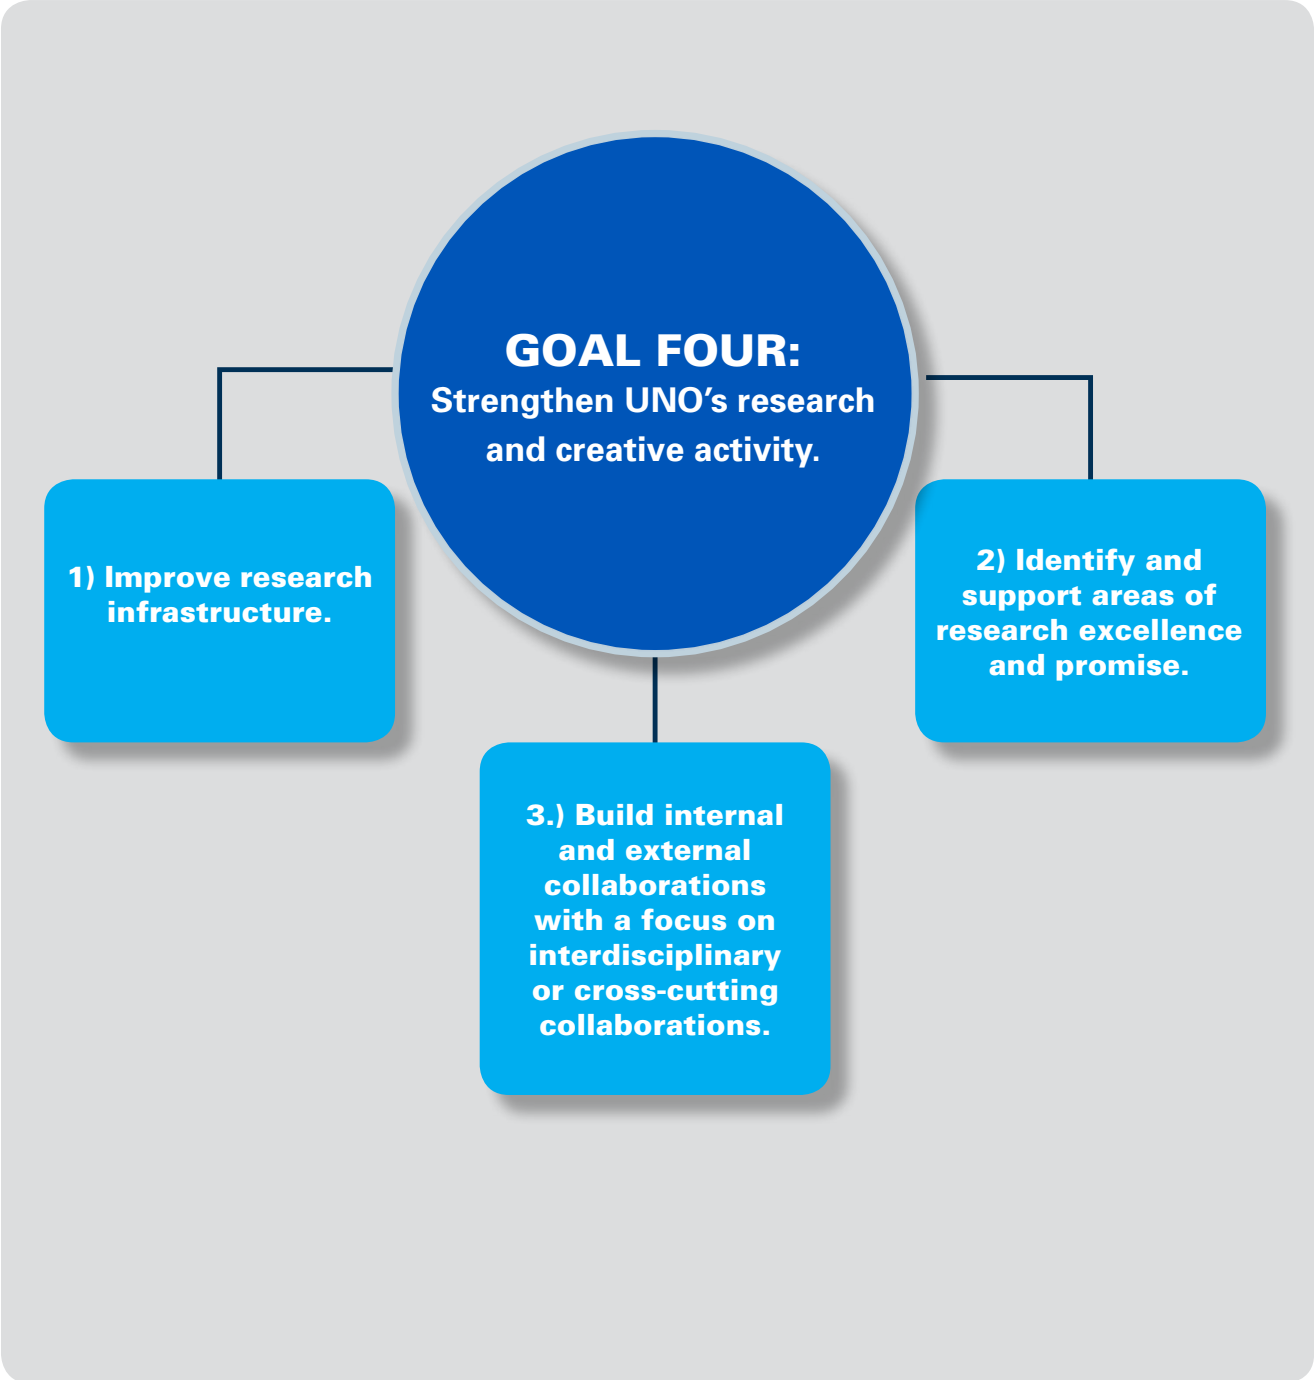 GOAL FOUR:
Strengthen UNO’s research
and creative activity.
1) Improve research
infrastructure.
2) Identify and
support areas of
research excellence
and promise.
3.) Build internal
and external
collaborations
with a focus on
interdisciplinary
or cross-cutting
collaborations.